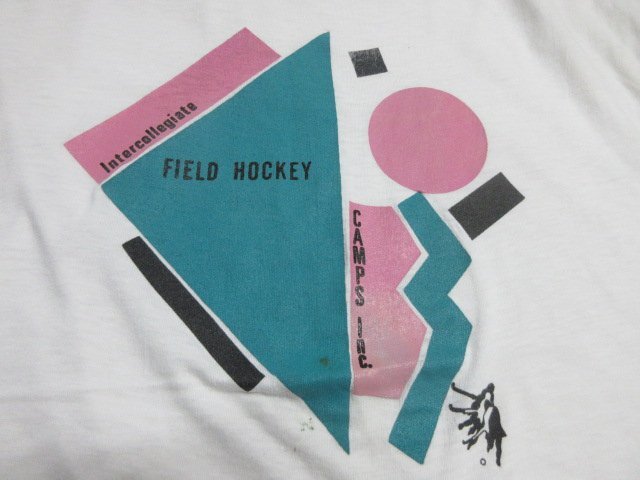 Intercollegiate
FIELD HOCKEY
CAMPS inc.